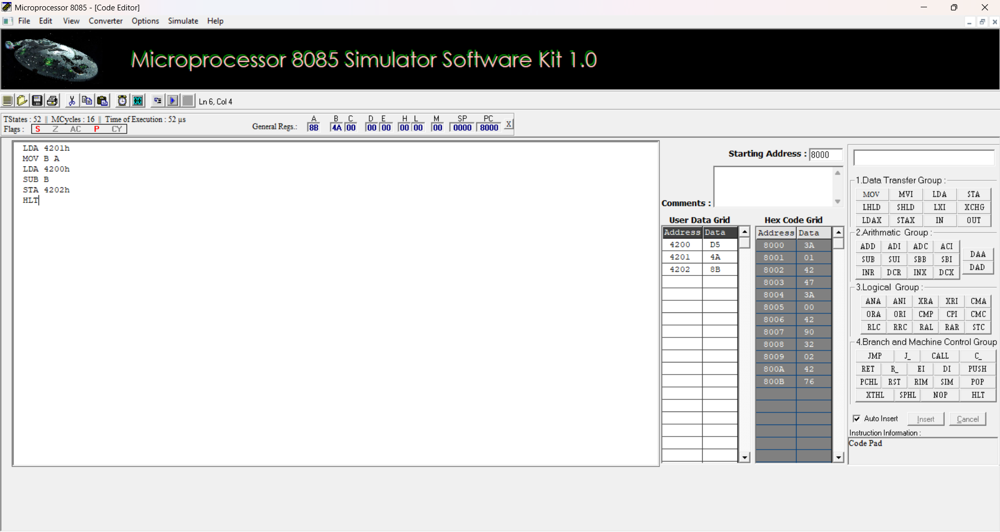 Microprocessor 8085 - [Code Editor]
File Edit View Converter Options Simulate Help
Microprocessor 8085 Simulator Software Kit 1.0
Ln 6, Col 4
TStates : 52 MCycles : 16 Time of Execution : 52 µs
Flags : S Z AC P CY
General Regs.:
A B C D E H L M SP PC
8B 4A 00 00 00 00 00 00 0000 8000 X
LDA 4201h
MOV B A
LDA 4200h
SUB B
STA 4202h
HLT
Starting Address : 8000
Comments :
User Data Grid
Address Data
4200 D5
4201 4A
4202 8B
Hex Code Grid
Address Data
8000 3A
8001 01
8002 42
8003 47
8004 3A
8005 00
8006 42
8007 90
8008 32
8009 02
800A 42
800B 76
1.Data Transfer Group :
MOV MVI LDA STA
LHLD SHLD LXI XCHG
LDAX STAX IN OUT
2.Arithmatic Group :
ADD ADI ADC ACI
SUB SUI SBB SBI
INR DCR INX DCX
DAA
DAD
3.Logical Group :
ANA ANI XRA XRI CMA
ORA ORI CMP CPI CMC
RLC RRC RAL RAR STC
4.Branch and Machine Control Group
JMP J_ CALL C_
RET R_ EI DI PUSH
PCHL RST RIM SIM POP
XTHL SPHL NOP HLT
Auto Insert Insert Cancel
Instruction Information :
Code Pad